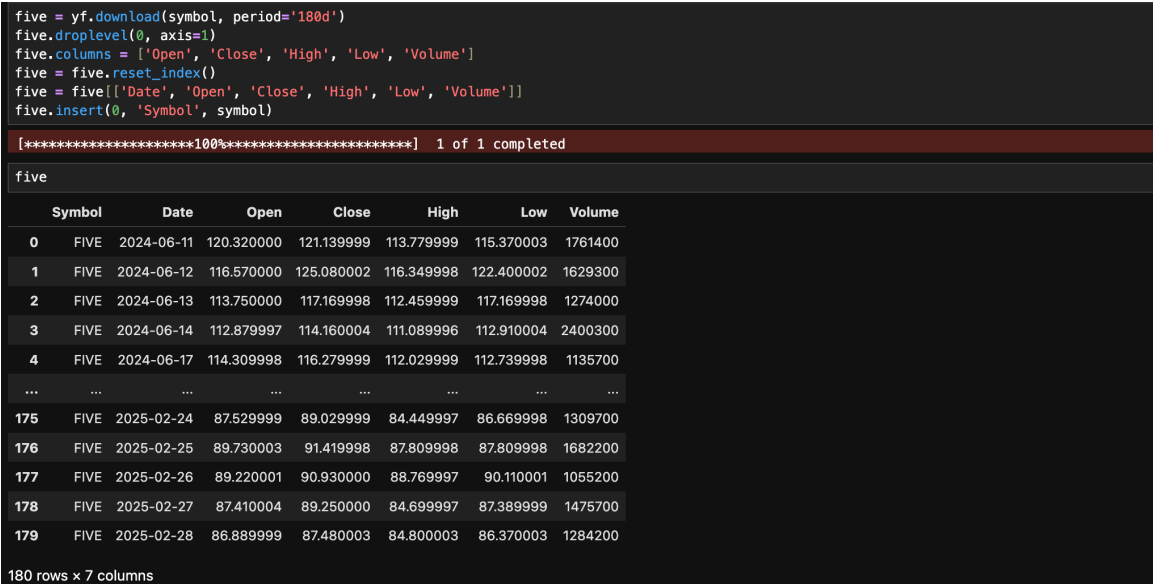 five = yf.download(symbol, period='180d')
five.droplevel(0, axis=1)
five.columns = ['Open', 'Close', 'High', 'Low', 'Volume']
five = five.reset_index()
five = five[['Date', 'Open', 'Close', 'High', 'Low', 'Volume']]
five.insert(0, 'Symbol', symbol)
[*********************100%***********************]  1 of 1 completed
five
Symbol Date Open Close High Low Volume
0 FIVE 2024-06-11 120.320000 121.139999 113.779999 115.370003 1761400
1 FIVE 2024-06-12 116.570000 125.080002 116.349998 122.400002 1629300
2 FIVE 2024-06-13 113.750000 117.169998 112.459999 117.169998 1274000
3 FIVE 2024-06-14 112.879997 114.160004 111.089996 112.910004 2400300
4 FIVE 2024-06-17 114.309998 116.279999 112.029999 112.739998 1135700
... ... ... ... ... ... ... ...
175 FIVE 2025-02-24 87.529999 89.029999 84.449997 86.669998 1309700
176 FIVE 2025-02-25 89.730003 91.419998 87.809998 87.809998 1682200
177 FIVE 2025-02-26 89.220001 90.930000 88.769997 90.110001 1055200
178 FIVE 2025-02-27 87.410004 89.250000 84.699997 87.389999 1475700
179 FIVE 2025-02-28 86.889999 87.480003 84.800003 86.370003 1284200
180 rows × 7 columns